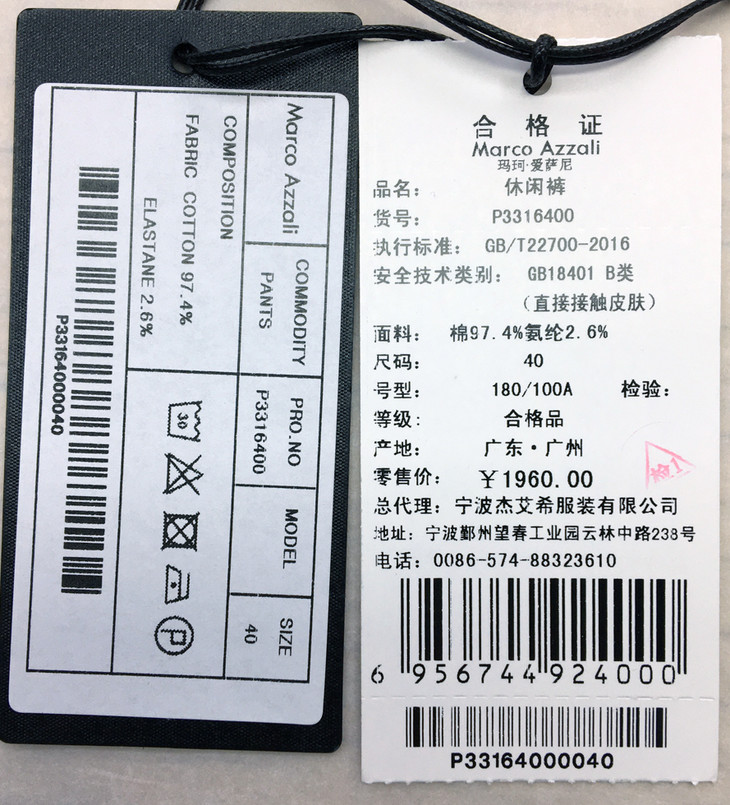 Marco Azzali
COMMODITY
PANTS
PRO.NO
P3316400
MODEL
SIZE
40
COMPOSITION
FABRIC COTTON 97.4%
ELASTANE 2.6%
30
P
P33164000040
合格证
Marco Azzali
玛珂·爱萨尼
品名： 休闲裤
货号： P3316400
执行标准： GB/T22700-2016
安全技术类别： GB18401 B类
（直接接触皮肤）
面料： 棉97.4%氨纶2.6%
尺码： 40
号型： 180/100A 检验：
等级： 合格品
产地： 广东·广州
检1
零售价： ￥1960.00
总代理：宁波杰艾希服装有限公司
地址：宁波鄞州望春工业园云林中路238号
电话：0086-574-88323610
6 956744 924000
P33164000040